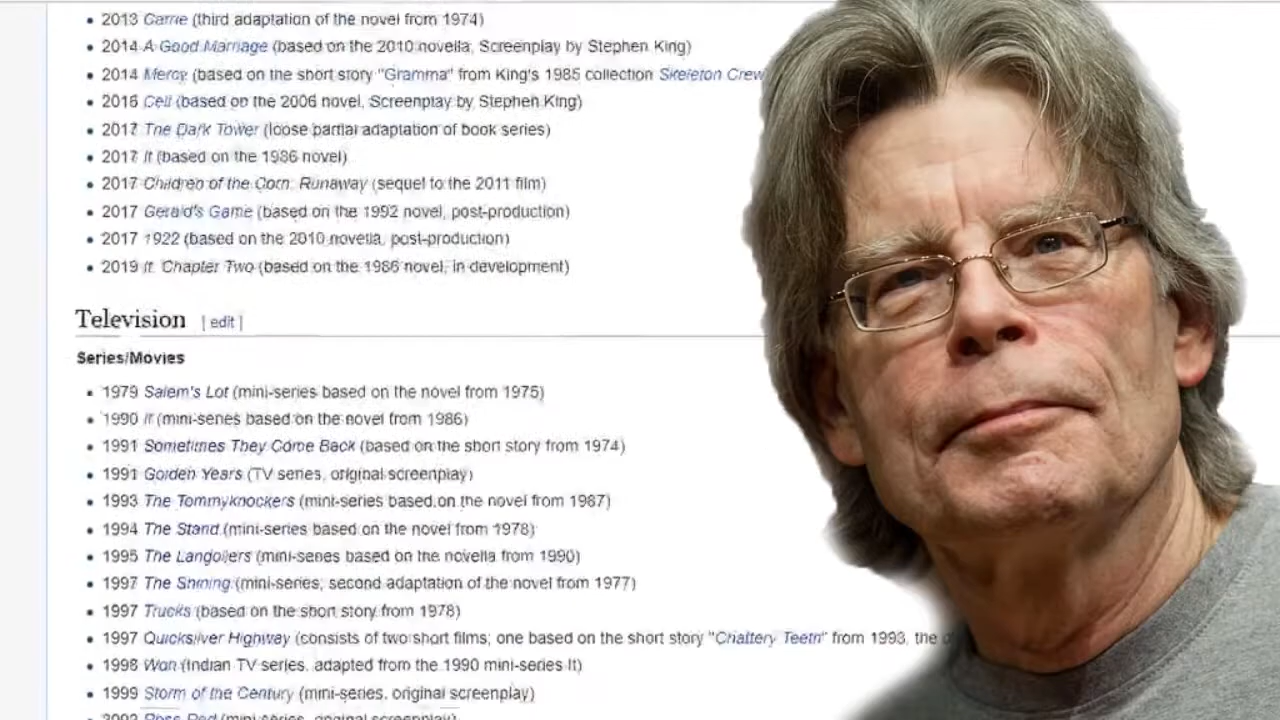 2013 Carrie (third adaptation of the novel from 1974)
2014 A Good Marriage (based on the 2010 novella, Screenplay by Stephen King)
2014 Mercy (based on the short story "Gramma" from King's 1985 collection Skeleton Crew
2016 Cell (based on the 2006 novel, Screenplay by Stephen King)
2017 The Dark Tower (loose partial adaptation of book series)
2017 It (based on the 1986 novel)
2017 Children of the Corn: Runaway (sequel to the 2011 film)
2017 Gerald's Game (based on the 1992 novel, post-production)
2017 1922 (based on the 2010 novella, post-production)
2019 It: Chapter Two (based on the 1986 novel, in development)
Television [ edit ]
Series/Movies
1979 Salem's Lot (mini-series based on the novel from 1975)
1990 It (mini-series based on the novel from 1986)
1991 Sometimes They Come Back (based on the short story from 1974)
1991 Golden Years (TV series, original screenplay)
1993 The Tommyknockers (mini-series based on the novel from 1987)
1994 The Stand (mini-series based on the novel from 1978)
1995 The Langoliers (mini-series based on the novella from 1990)
1997 The Shining (mini-series, second adaptation of the novel from 1977)
1997 Trucks (based on the short story from 1978)
1997 Quicksilver Highway (consists of two short films; one based on the short story "Chattery Teeth" from 1993, the
1998 Woh (Indian TV series, adapted from the 1990 mini-series It)
1999 Storm of the Century (mini-series, original screenplay)
2002 Rose Red (mini-series, original screenplay)